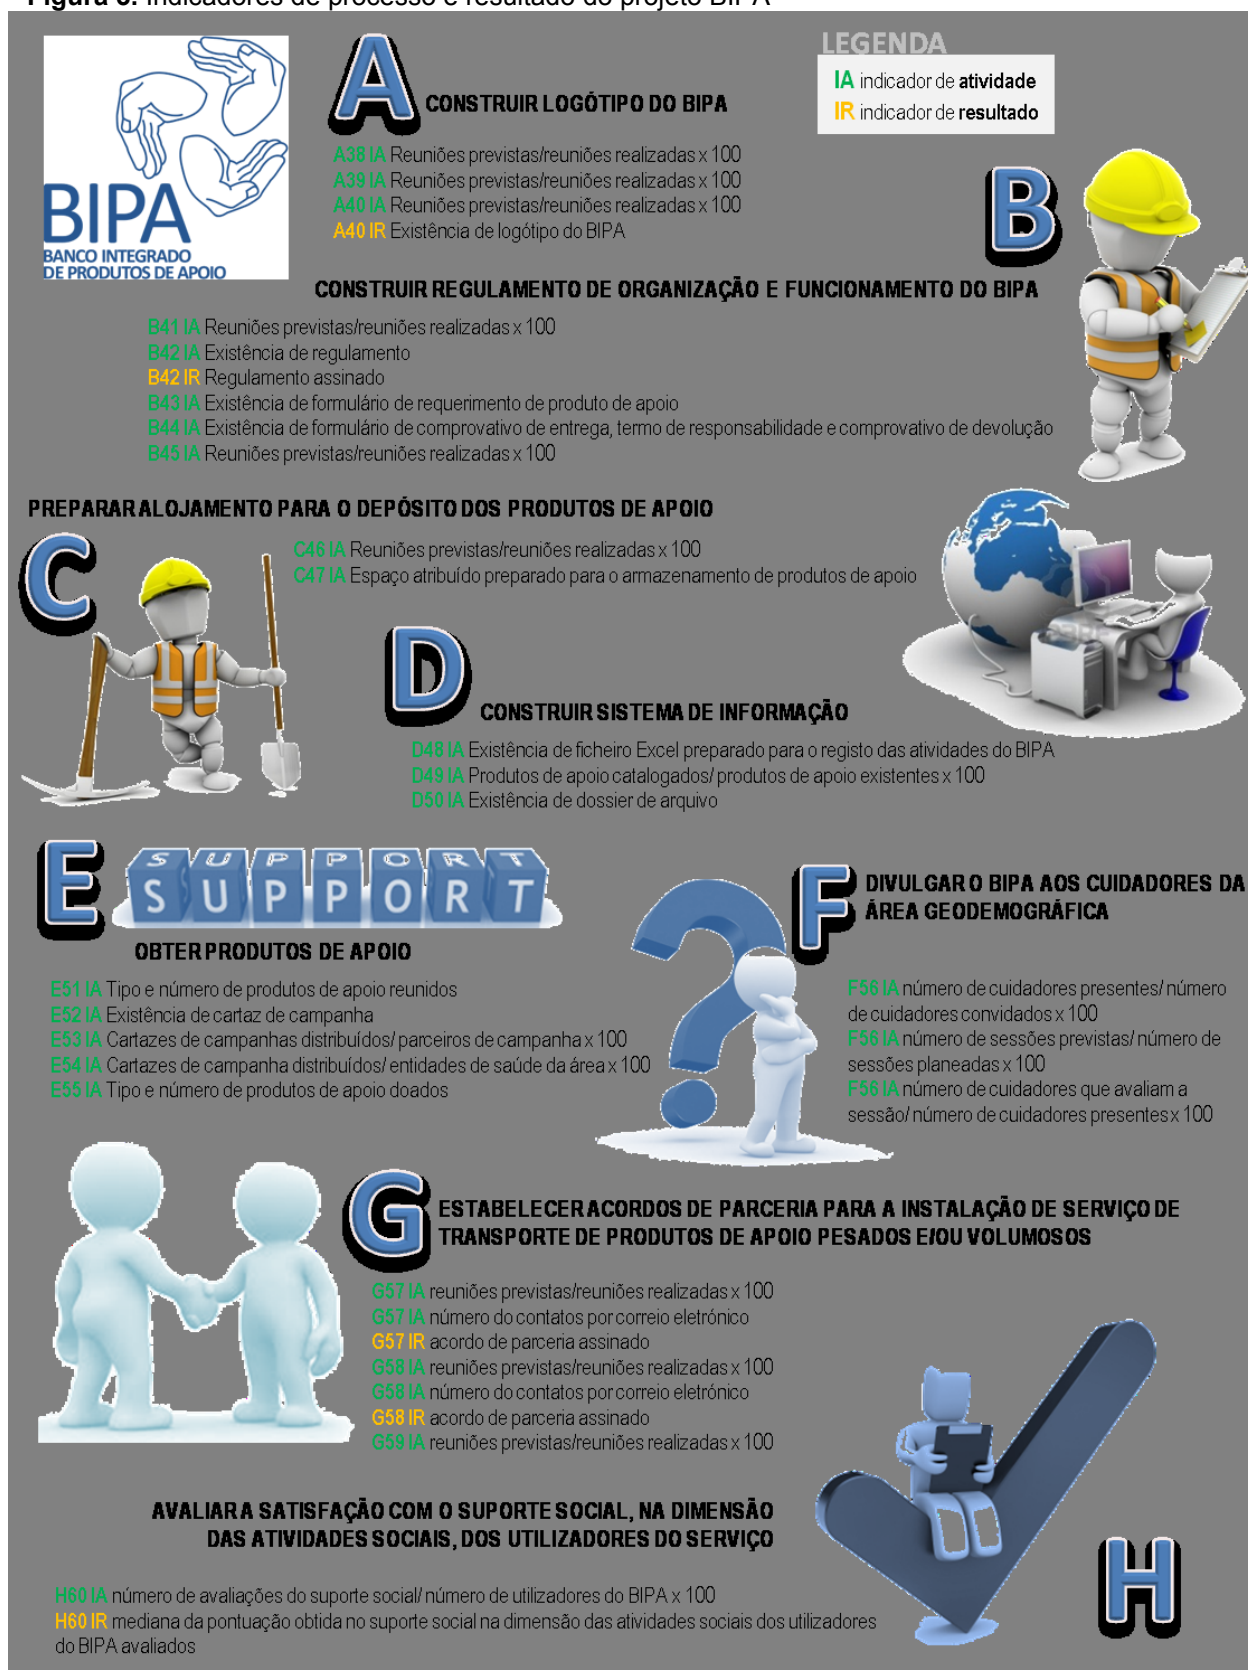 Figura 3. Indicadores de processo e resultado do projeto BIPA
BIPA
BANCO INTEGRADO
DE PRODUTOS DE APOIO
A
CONSTRUIR LOGÓTIPO DO BIPA
LEGENDA
IA indicador de atividade
IR indicador de resultado
A38 IA Reuniões previstas/reuniões realizadas x 100
A39 IA Reuniões previstas/reuniões realizadas x 100
A40 IA Reuniões previstas/reuniões realizadas x 100
A40 IR Existência de logótipo do BIPA
B
CONSTRUIR REGULAMENTO DE ORGANIZAÇÃO E FUNCIONAMENTO DO BIPA
B41 IA Reuniões previstas/reuniões realizadas x 100
B42 IA Existência de regulamento
B42 IR Regulamento assinado
B43 IA Existência de formulário de requerimento de produto de apoio
B44 IA Existência de formulário de comprovativo de entrega, termo de responsabilidade e comprovativo de devolução
B45 IA Reuniões previstas/reuniões realizadas x 100
PREPARAR ALOJAMENTO PARA O DEPÓSITO DOS PRODUTOS DE APOIO
C
C46 IA Reuniões previstas/reuniões realizadas x 100
C47 IA Espaço atribuído preparado para o armazenamento de produtos de apoio
D
CONSTRUIR SISTEMA DE INFORMAÇÃO
D48 IA Existência de ficheiro Excel preparado para o registo das atividades do BIPA
D49 IA Produtos de apoio catalogados/ produtos de apoio existentes x 100
D50 IA Existência de dossier de arquivo
E
SUPPORT
SUPPORT
OBTER PRODUTOS DE APOIO
E51 IA Tipo e número de produtos de apoio reunidos
E52 IA Existência de cartaz de campanha
E53 IA Cartazes de campanhas distribuídos/ parceiros de campanha x 100
E54 IA Cartazes de campanha distribuídos/ entidades de saúde da área x 100
E55 IA Tipo e número de produtos de apoio doados
F
DIVULGAR O BIPA AOS CUIDADORES DA
ÁREA GEODEMOGRÁFICA
F56 IA número de cuidadores presentes/ número
de cuidadores convidados x 100
F56 IA número de sessões previstas/ número de
sessões planeadas x 100
F56 IA número de cuidadores que avaliam a
sessão/ número de cuidadores presentes x 100
G
ESTABELECER ACORDOS DE PARCERIA PARA A INSTALAÇÃO DE SERVIÇO DE
TRANSPORTE DE PRODUTOS DE APOIO PESADOS E/OU VOLUMOSOS
G57 IA reuniões previstas/reuniões realizadas x 100
G57 IA número do contatos por correio eletrónico
G57 IR acordo de parceria assinado
G58 IA reuniões previstas/reuniões realizadas x 100
G58 IA número do contatos por correio eletrónico
G58 IR acordo de parceria assinado
G59 IA reuniões previstas/reuniões realizadas x 100
AVALIAR A SATISFAÇÃO COM O SUPORTE SOCIAL, NA DIMENSÃO
DAS ATIVIDADES SOCIAIS, DOS UTILIZADORES DO SERVIÇO
H
H60 IA número de avaliações do suporte social/ número de utilizadores do BIPA x 100
H60 IR mediana da pontuação obtida no suporte social na dimensão das atividades sociais dos utilizadores
do BIPA avaliados